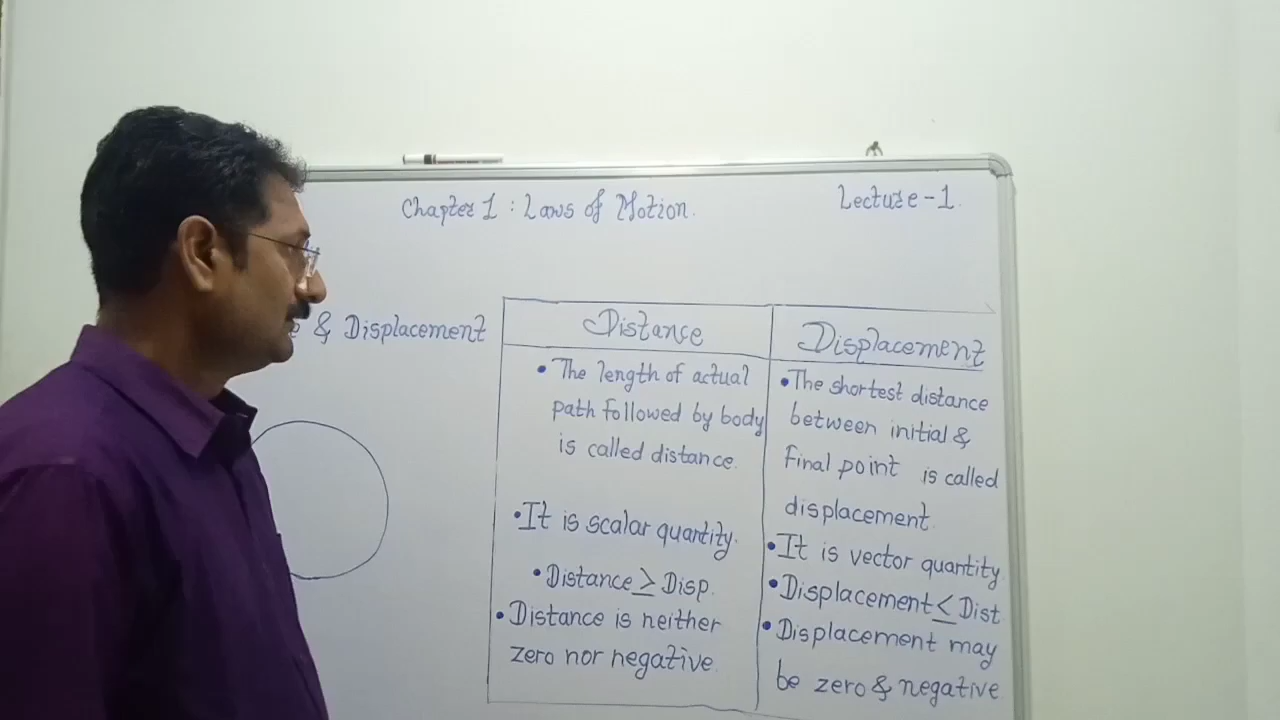 Chapter 1 : Laws of Motion.
Lecture-1.
& Displacement
Distance
• The length of actual
path followed by body
is called distance.
• It is scalar quantity.
• Distance ≥ Disp.
• Distance is neither
zero nor negative.
Displacement
• The shortest distance
between initial &
final point is called
displacement.
• It is vector quantity
• Displacement ≤ Dist
• Displacement may
be zero & negative